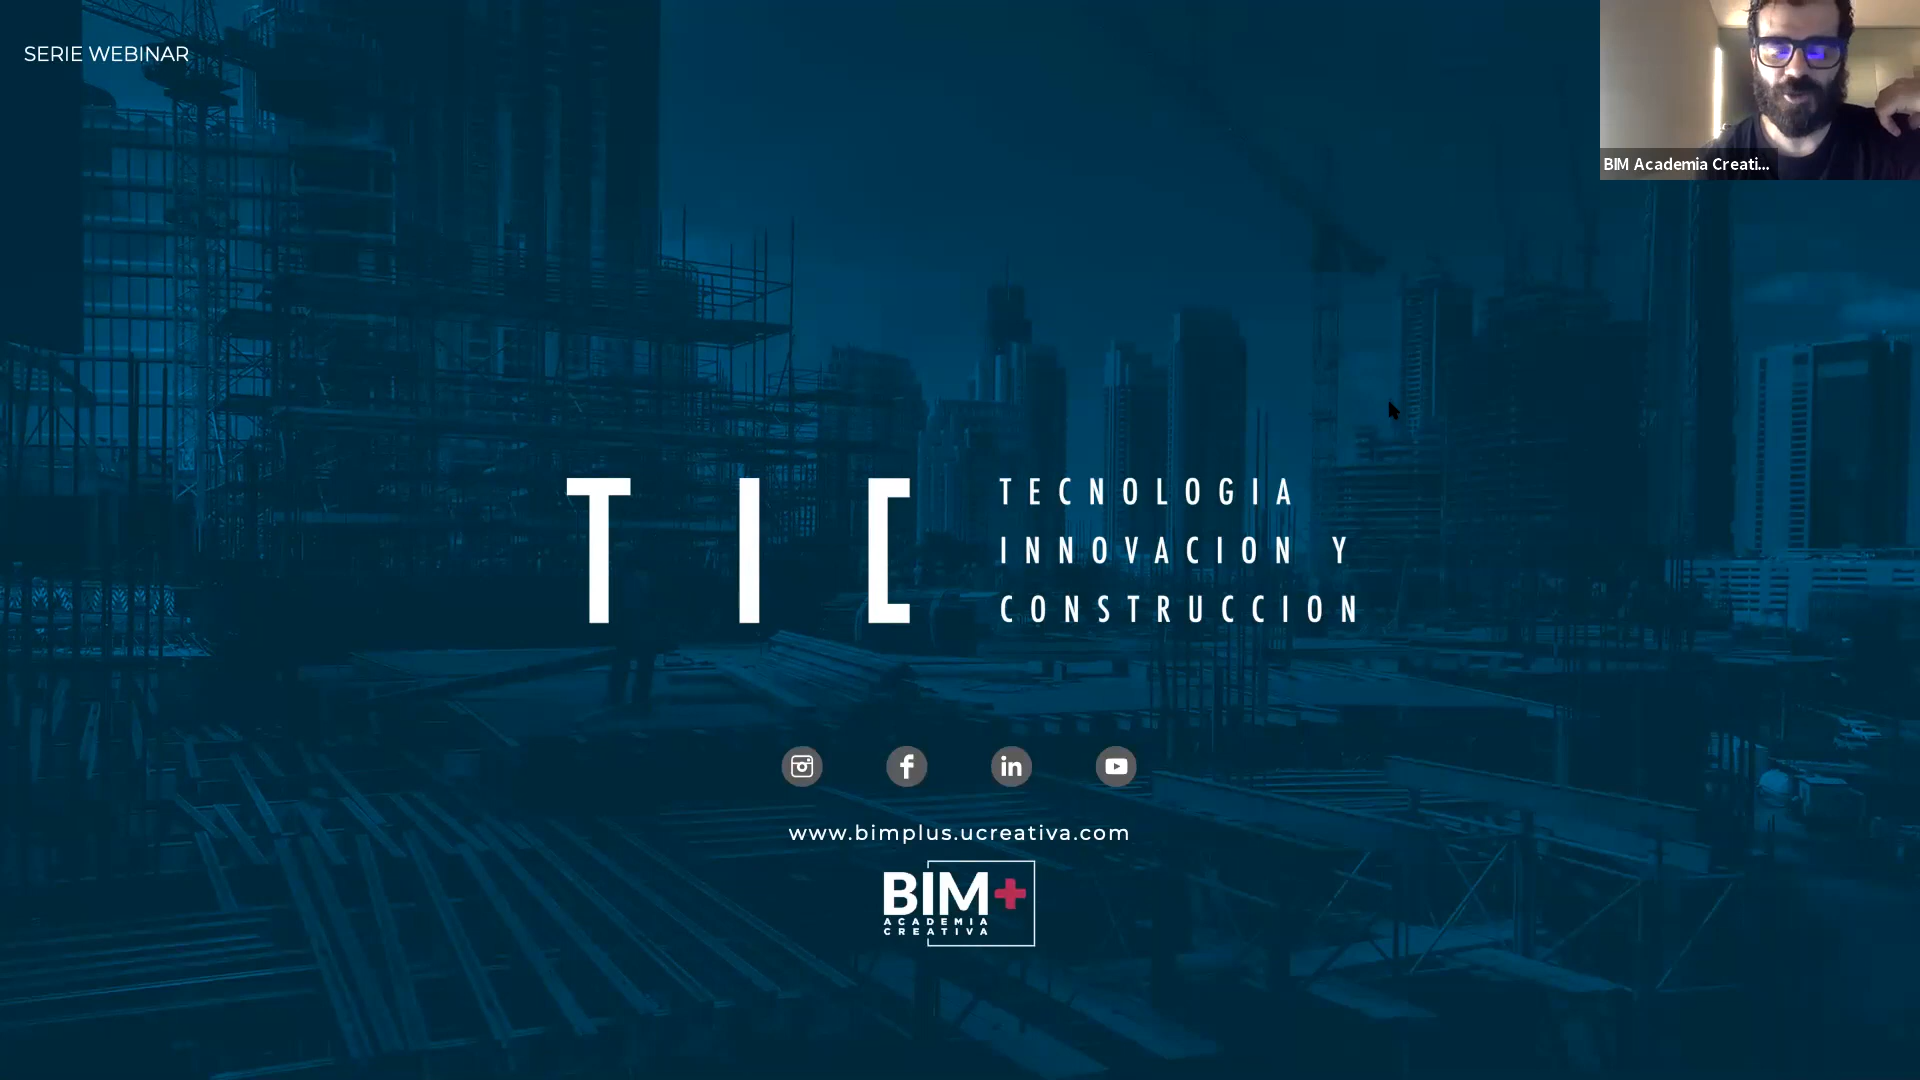 SERIE WEBINAR
BIM Academia Creati...
T I C
TECNOLOGIA
INNOVACION Y
CONSTRUCCION
www.bimplus.ucreativa.com
BIM+
ACADEMIA
CREATIVA